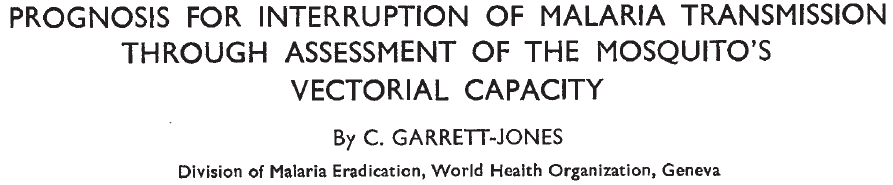 PROGNOSIS FOR INTERRUPTION OF MALARIA TRANSMISSION
THROUGH ASSESSMENT OF THE MOSQUITO'S
VECTORIAL CAPACITY
By C. GARRETT-JONES
Division of Malaria Eradication, World Health Organization, Geneva